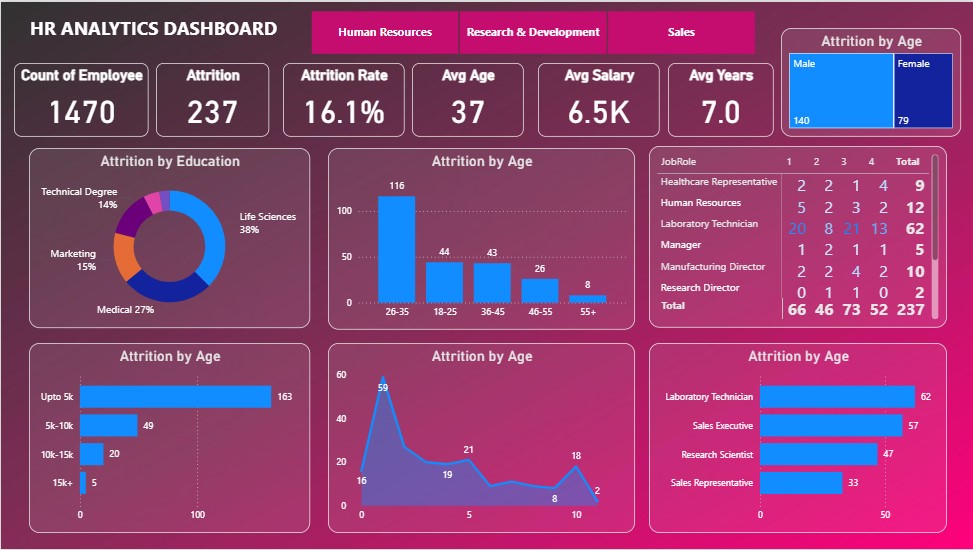 HR ANALYTICS DASHBOARD
Human Resources
Research & Development
Sales
Count of Employee
1470
Attrition
237
Attrition Rate
16.1%
Avg Age
37
Avg Salary
6.5K
Avg Years
7.0
Attrition by Age
Male
140
Female
79
Attrition by Education
Technical Degree
14%
Life Sciences
38%
Marketing
15%
Medical 27%
Attrition by Age
100
50
0
116
44
43
26
8
26-35 18-25 36-45 46-55 55+
JobRole 1 2 3 4 Total
Healthcare Representative 2 2 1 4 9
Human Resources 5 2 3 2 12
Laboratory Technician 20 8 21 13 62
Manager 1 2 1 1 5
Manufacturing Director 2 2 4 2 10
Research Director 0 1 1 0 2
Total 66 46 73 52 237
Attrition by Age
Upto 5k 163
5k-10k 49
10k-15k 20
15k+ 5
0 100
Attrition by Age
60
40
20
0
16
59
19
21
8
18
2
0 5 10
Attrition by Age
Laboratory Technician 62
Sales Executive 57
Research Scientist 47
Sales Representative 33
0 50